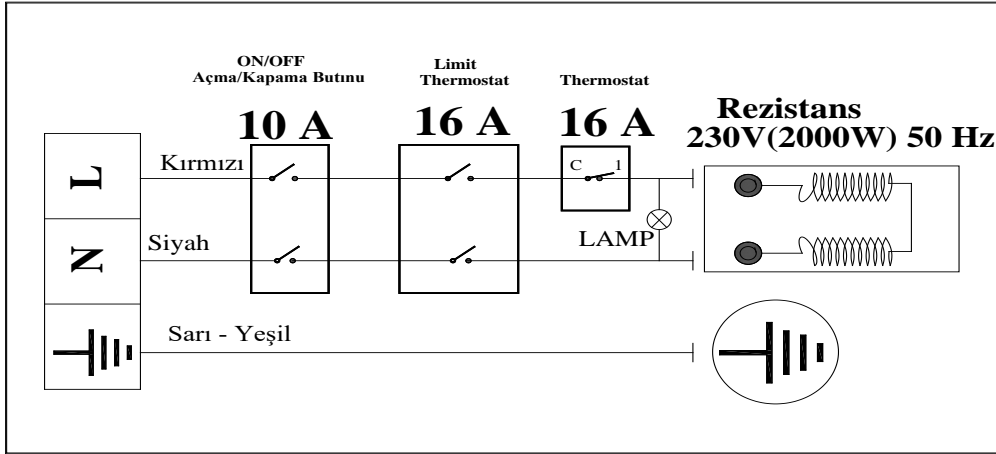 ON/OFF
Açma/Kapama Butınu
10 A
Limit
Thermostat
16 A
Thermostat
16 A
Rezistans
230V(2000W) 50 Hz
L
Kırmızı
C 1
N
Siyah
LAMP
Sarı - Yeşil